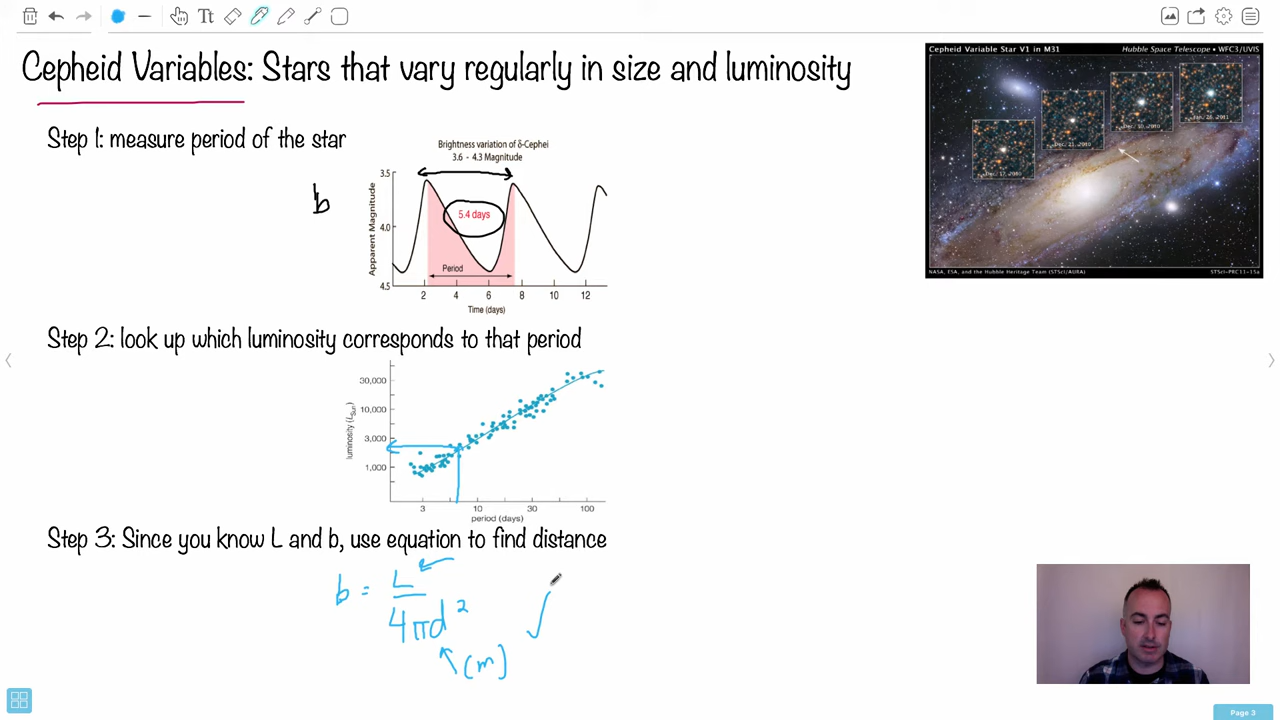 Tt
Cepheid Variables: Stars that vary regularly in size and luminosity
Cepheid Variable Star V1 in M31
Hubble Space Telescope • WFC3/UVIS
Jan. 26, 2011
Dec. 30, 2010
Dec. 21, 2010
Dec. 17, 2010
NASA, ESA, and the Hubble Heritage Team (STScI/AURA)
STScI-PRC11-15a
Step 1: measure period of the star
b
Brightness variation of δ-Cephei
3.6 - 4.3 Magnitude
Apparent Magnitude
3.5
4.0
4.5
5.4 days
Period
2 4 6 8 10 12
Time (days)
Step 2: look up which luminosity corresponds to that period
luminosity (L Sun)
30,000
10,000
3,000
1,000
3 10 30 100
period (days)
Step 3: Since you know L and b, use equation to find distance
b = L
4πd²
(m)
√
Page 3